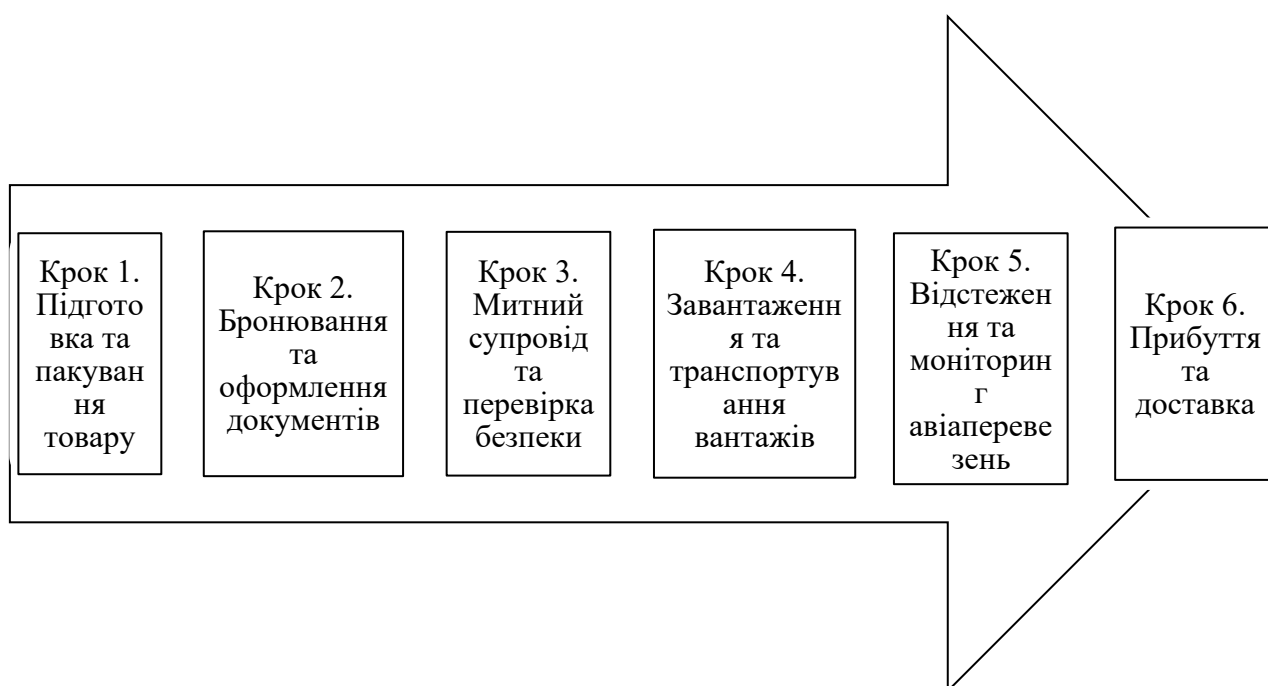 Крок 1.
Підгото
вка та
пакуван
ня
товару
Крок 2.
Бронювання
та
оформлення
документів
Крок 3.
Митний
супровід
та
перевірка
безпеки
Крок 4.
Завантаженн
я та
транспортув
ання
вантажів
Крок 5.
Відстежен
ня та
моніторин
г
авіапереве
зень
Крок 6.
Прибуття
та
доставка